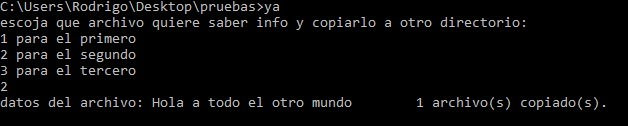 C:\Users\Rodrigo\Desktop\pruebas>ya
escoja que archivo quiere saber info y copiarlo a otro directorio:
1 para el primero
2 para el segundo
3 para el tercero
2
datos del archivo: Hola a todo el otro mundo        1 archivo(s) copiado(s).